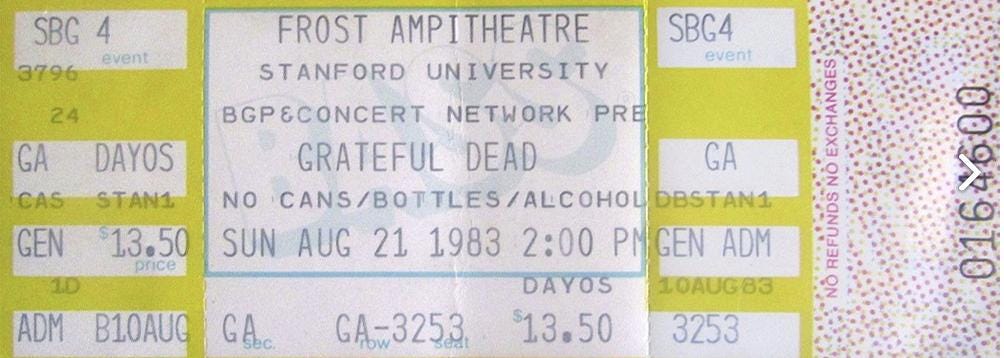 SBG 4
event
3796
24
GA DAYOS
CAS STAN1
GEN $13.50
price
1D
ADM B10AUG
FROST AMPITHEATRE
STANFORD UNIVERSITY
BGP&CONCERT NETWORK PRE
GRATEFUL DEAD
NO CANS/BOTTLES/ALCOHOL
SUN AUG 21 1983 2:00 PM
DAYOS
GA GA-3253 $13.50
sec. row seat
SBG4
event
GA
DBSTAN1
GEN ADM
10AUG83
3253
NO REFUNDS NO EXCHANGES
0164600